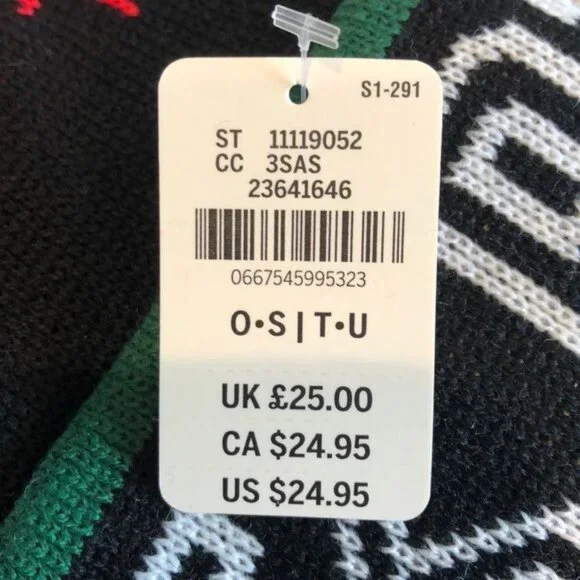 S1-291
ST 11119052
CC 3SAS
23641646
0667545995323
O•S | T•U
UK £25.00
CA $24.95
US $24.95